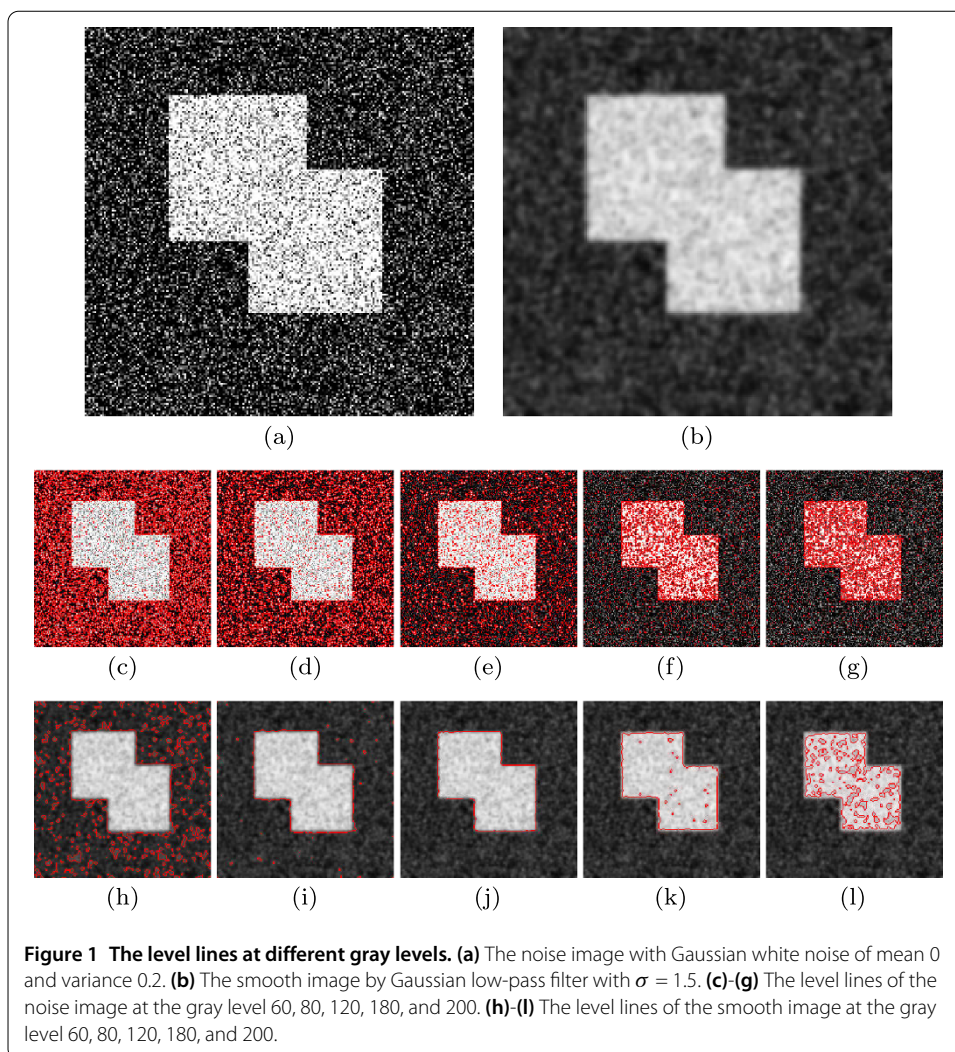 (a) (b)
(c) (d) (e) (f) (g)
(h) (i) (j) (k) (l)
Figure 1 The level lines at different gray levels. (a) The noise image with Gaussian white noise of mean 0
and variance 0.2. (b) The smooth image by Gaussian low-pass filter with σ = 1.5. (c)-(g) The level lines of the
noise image at the gray level 60, 80, 120, 180, and 200. (h)-(l) The level lines of the smooth image at the gray
level 60, 80, 120, 180, and 200.